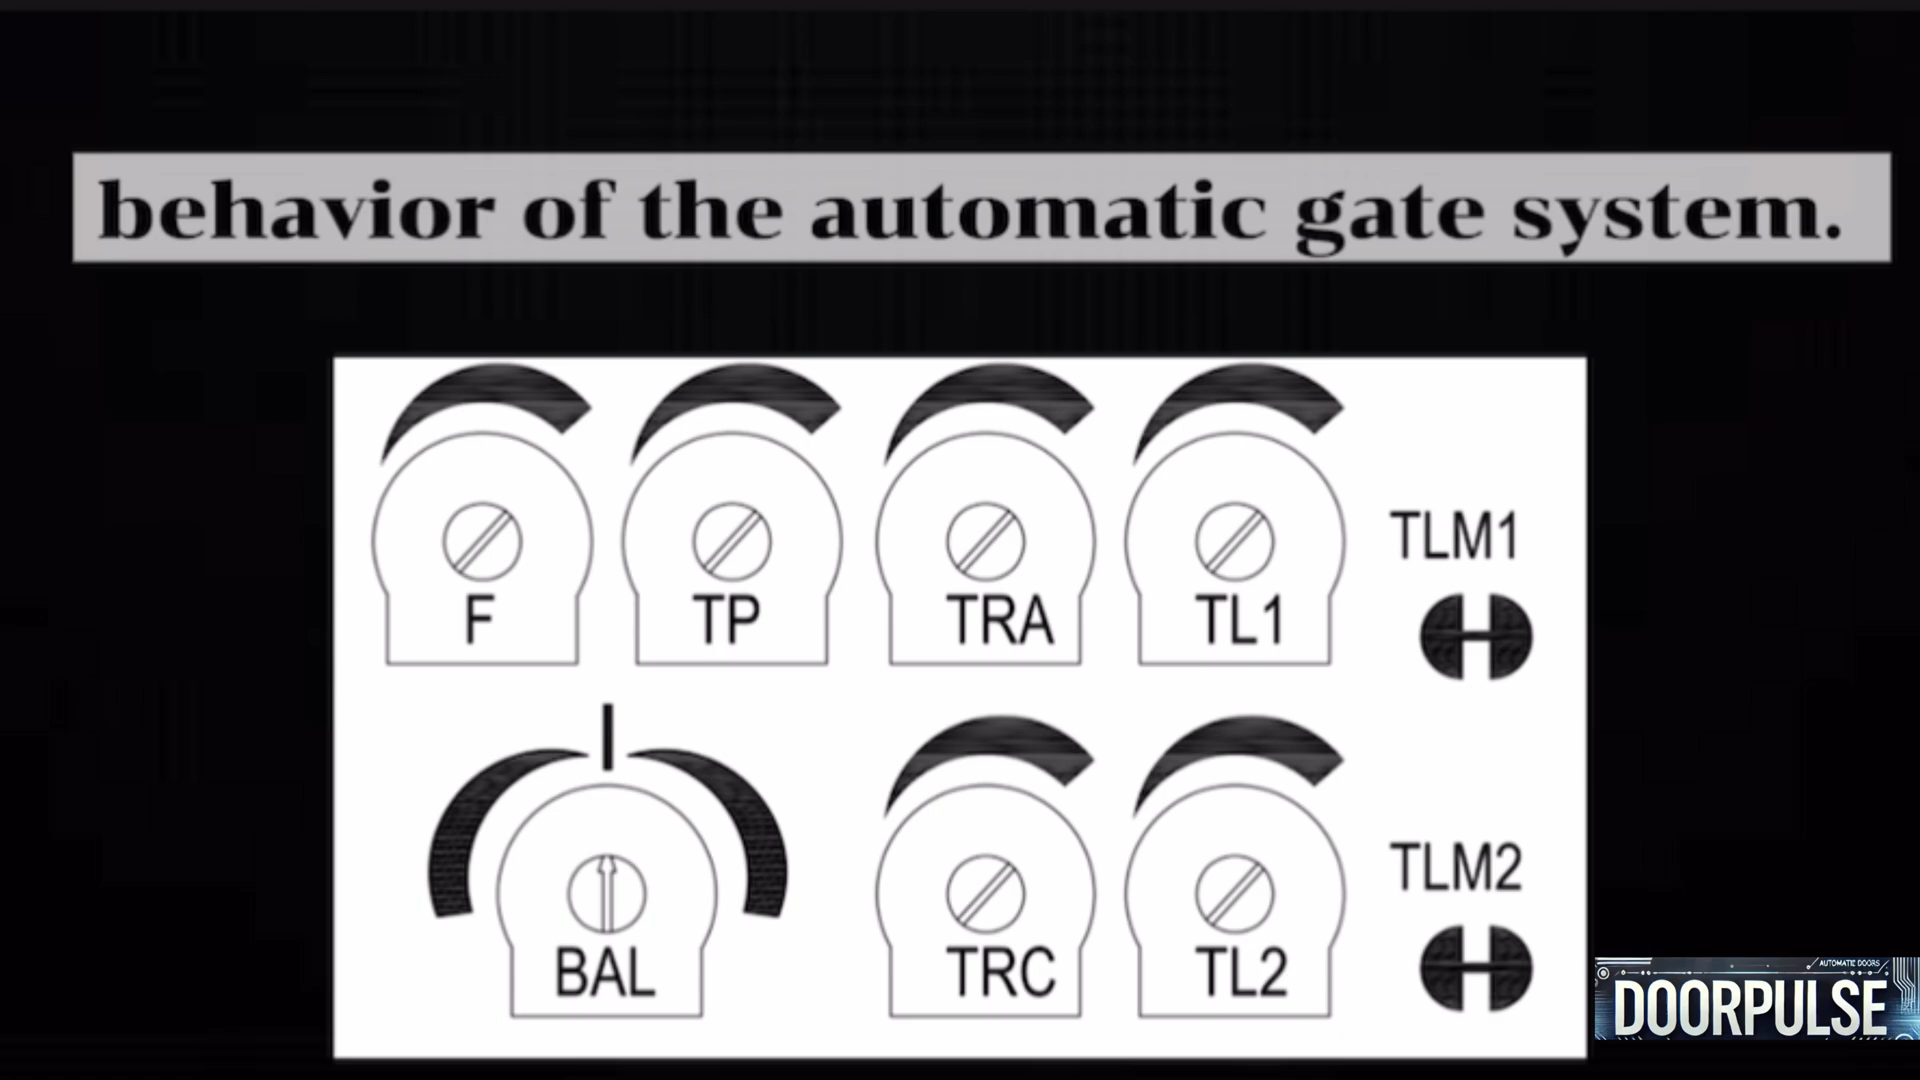 behavior of the automatic gate system.
F TP TRA TL1 TLM1
BAL TRC TL2 TLM2
AUTOMATIC DOORS
DOORPULSE